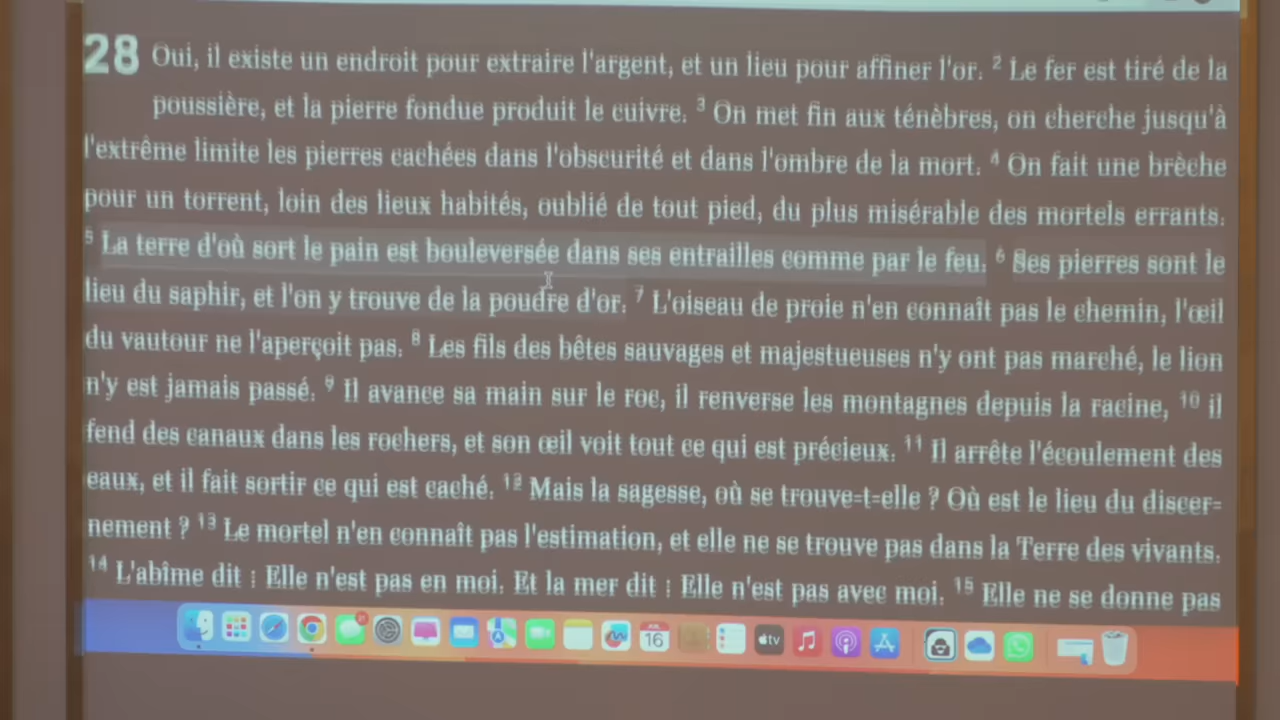 28 Oui, il existe un endroit pour extraire l'argent, et un lieu pour affiner l'or. 2 Le fer est tiré de la
poussière, et la pierre fondue produit le cuivre. 3 On met fin aux ténèbres, on cherche jusqu'à
l'extrême limite les pierres cachées dans l'obscurité et dans l'ombre de la mort. 4 On fait une brèche
pour un torrent, loin des lieux habités, oublié de tout pied, du plus misérable des mortels errants.
5 La terre d'où sort le pain est bouleversée dans ses entrailles comme par le feu. 6 Ses pierres sont le
lieu du saphir, et l'on y trouve de la poudre d'or. 7 L'oiseau de proie n'en connaît pas le chemin, l'œil
du vautour ne l'aperçoit pas. 8 Les fils des bêtes sauvages et majestueuses n'y ont pas marché, le lion
n'y est jamais passé. 9 Il avance sa main sur le roc, il renverse les montagnes depuis la racine, 10 il
fend des canaux dans les rochers, et son œil voit tout ce qui est précieux. 11 Il arrête l'écoulement des
eaux, et il fait sortir ce qui est caché. 12 Mais la sagesse, où se trouve-t-elle ? Où est le lieu du discer-
nement ? 13 Le mortel n'en connaît pas l'estimation, et elle ne se trouve pas dans la Terre des vivants.
14 L'abîme dit : Elle n'est pas en moi. Et la mer dit : Elle n'est pas avec moi. 15 Elle ne se donne pas
16
tv